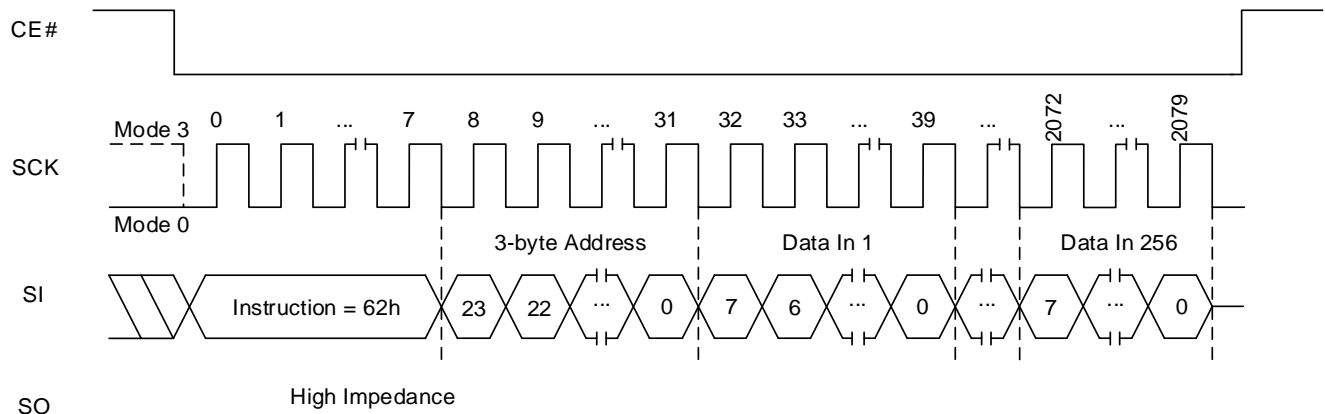 CE#
0 1 ... 7 8 9 ... 31 32 33 ... 39 ... 2072 ... 2079
Mode 3
SCK
Mode 0
3-byte Address Data In 1 Data In 256
SI
Instruction = 62h 23 22 ... 0 7 6 ... 0 ... 7 ... 0
High Impedance
SO